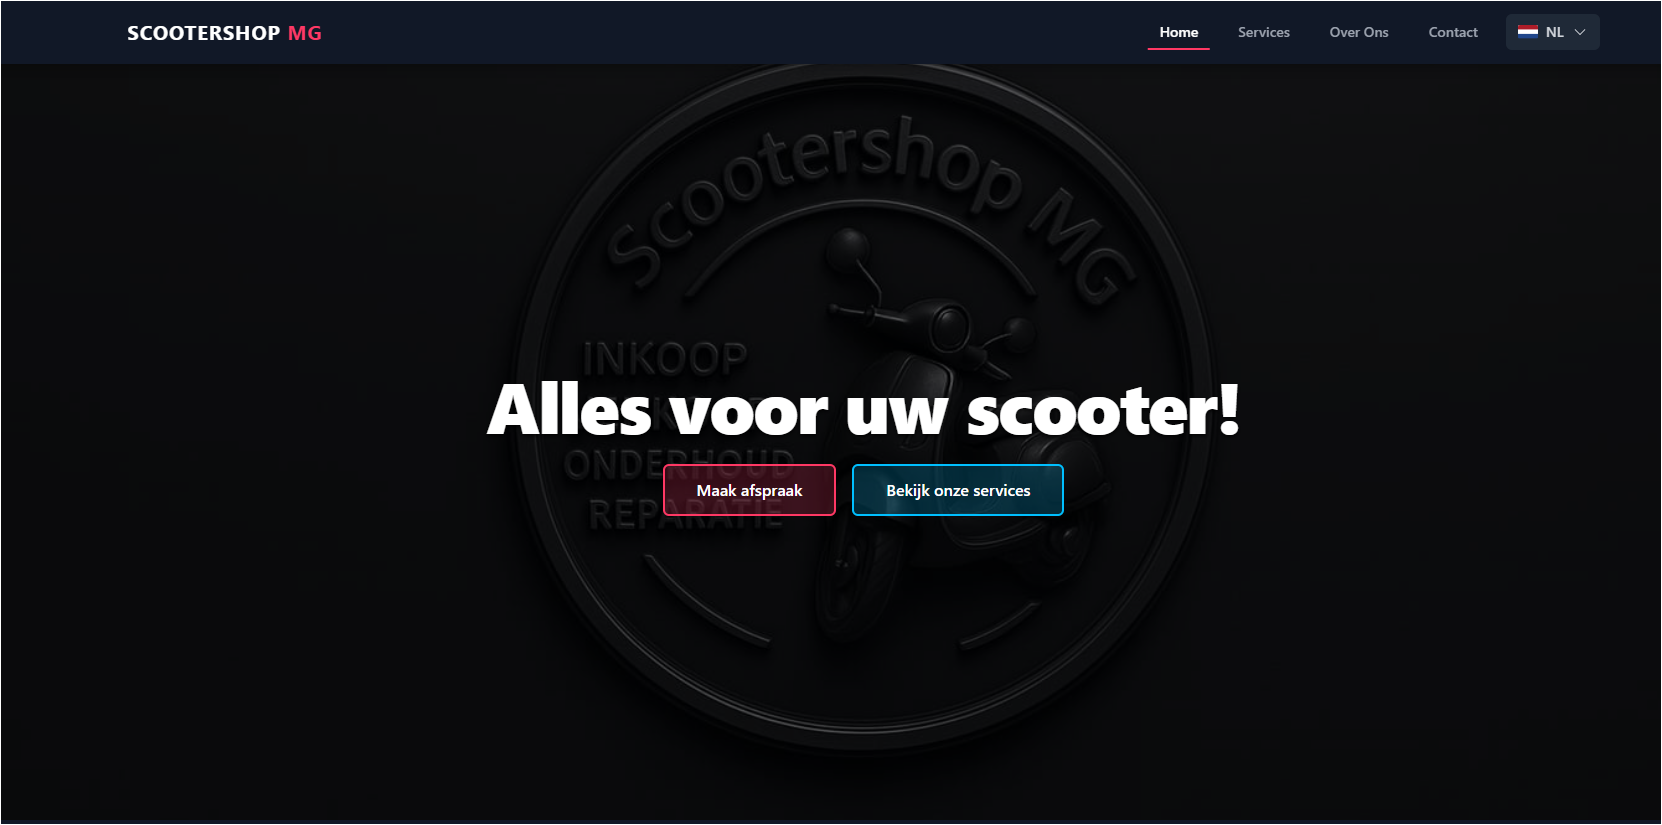 SCOOTERSHOP MG
Home
Services
Over Ons
Contact
NL
Scootershop MG
INKOOP
Alles voor uw scooter!
ONDERHOUD
Maak afspraak
Bekijk onze services
REPARATIE